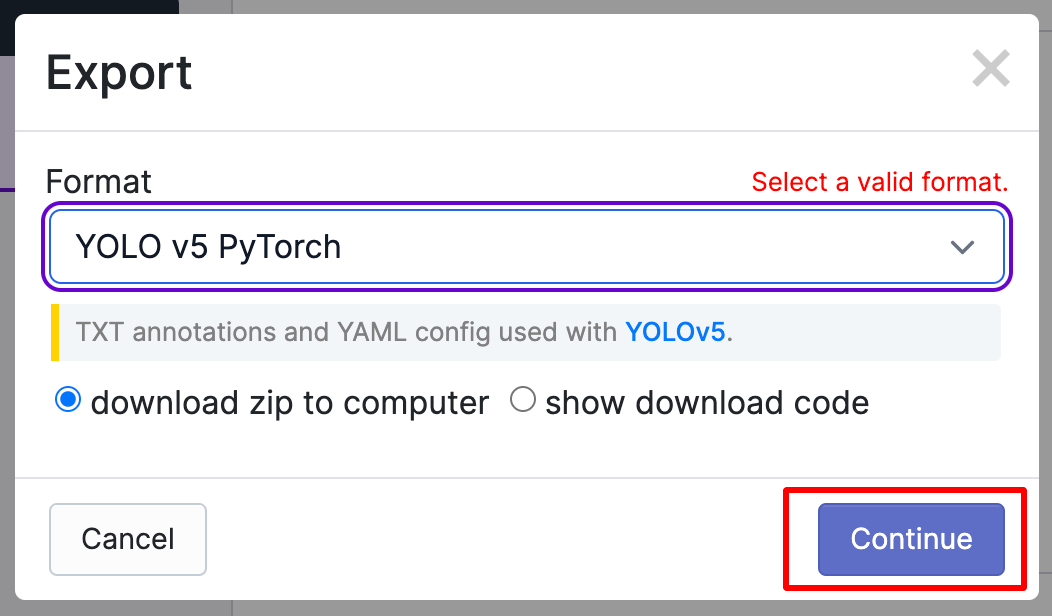 Export
Format
Select a valid format.
YOLO v5 PyTorch
TXT annotations and YAML config used with YOLOv5.
download zip to computer
show download code
Cancel
Continue